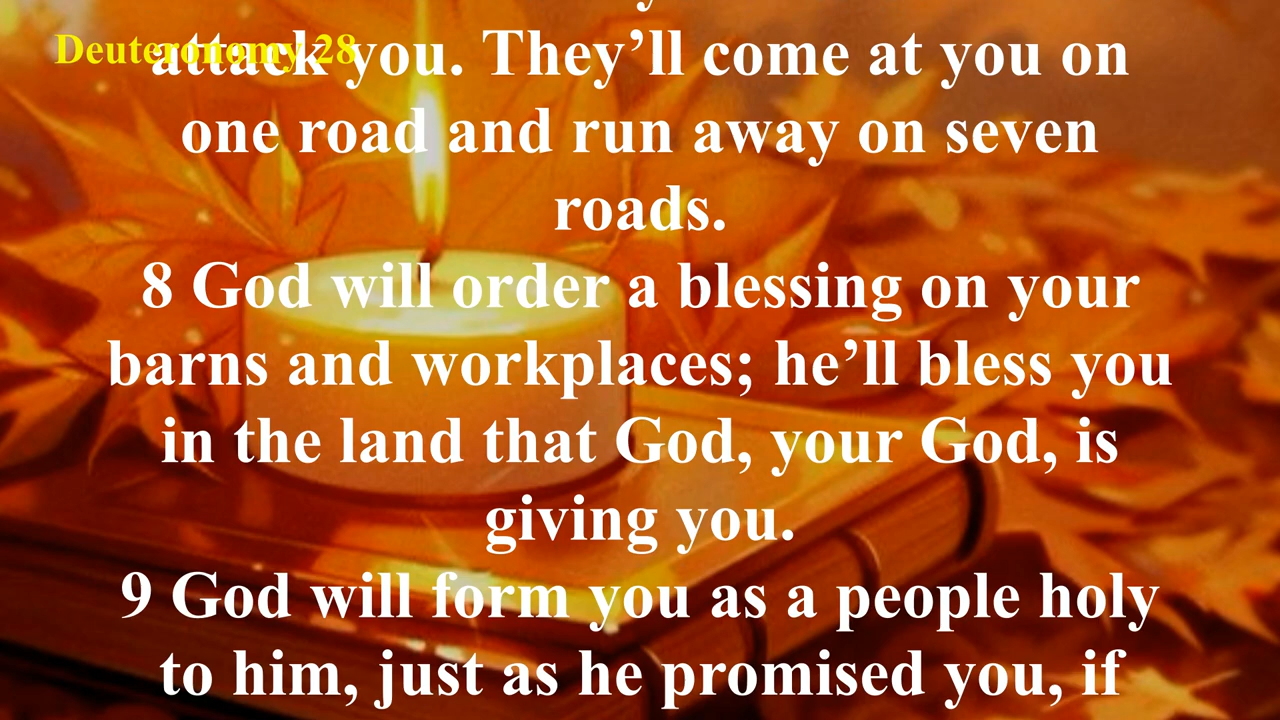 Deuteronomy 28
attack you. They’ll come at you on
one road and run away on seven
roads.
8 God will order a blessing on your
barns and workplaces; he’ll bless you
in the land that God, your God, is
giving you.
9 God will form you as a people holy
to him, just as he promised you, if